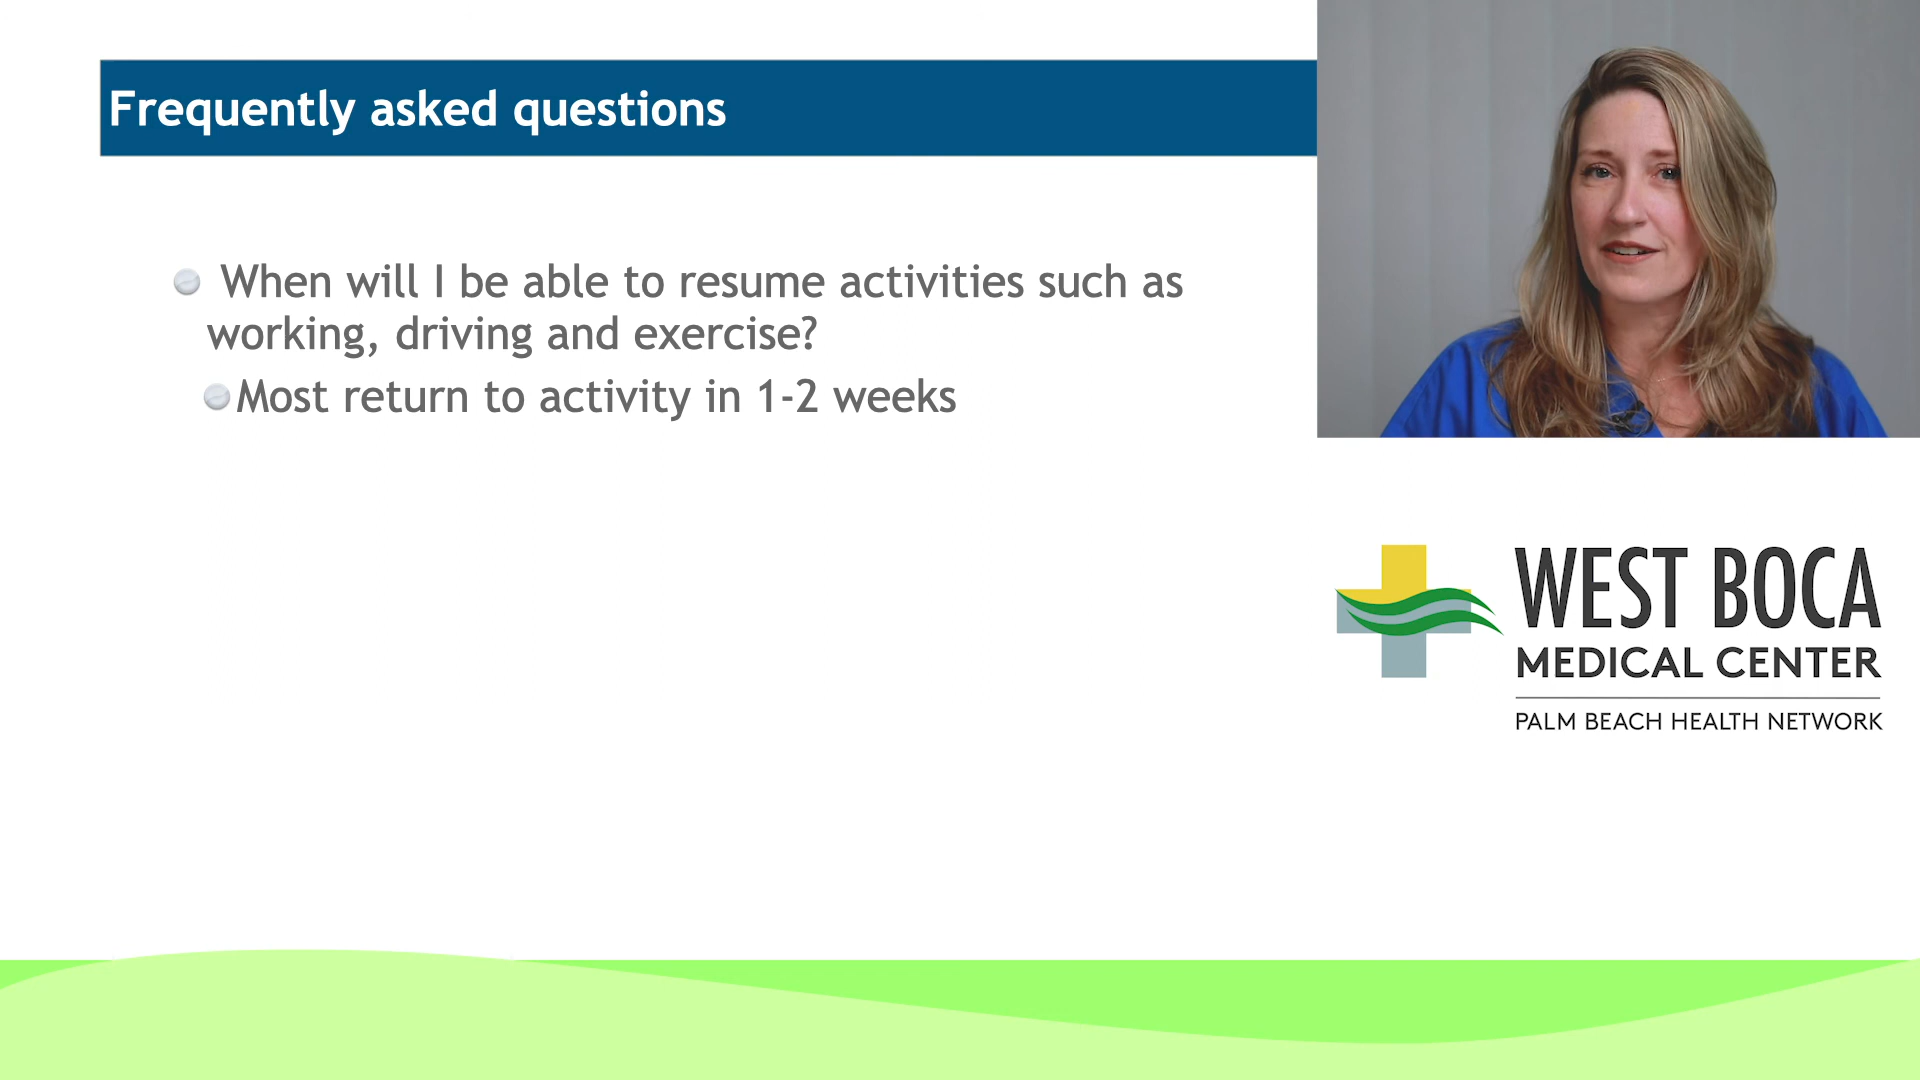 Frequently asked questions
When will I be able to resume activities such as
working, driving and exercise?
Most return to activity in 1-2 weeks
WEST BOCA
MEDICAL CENTER
PALM BEACH HEALTH NETWORK